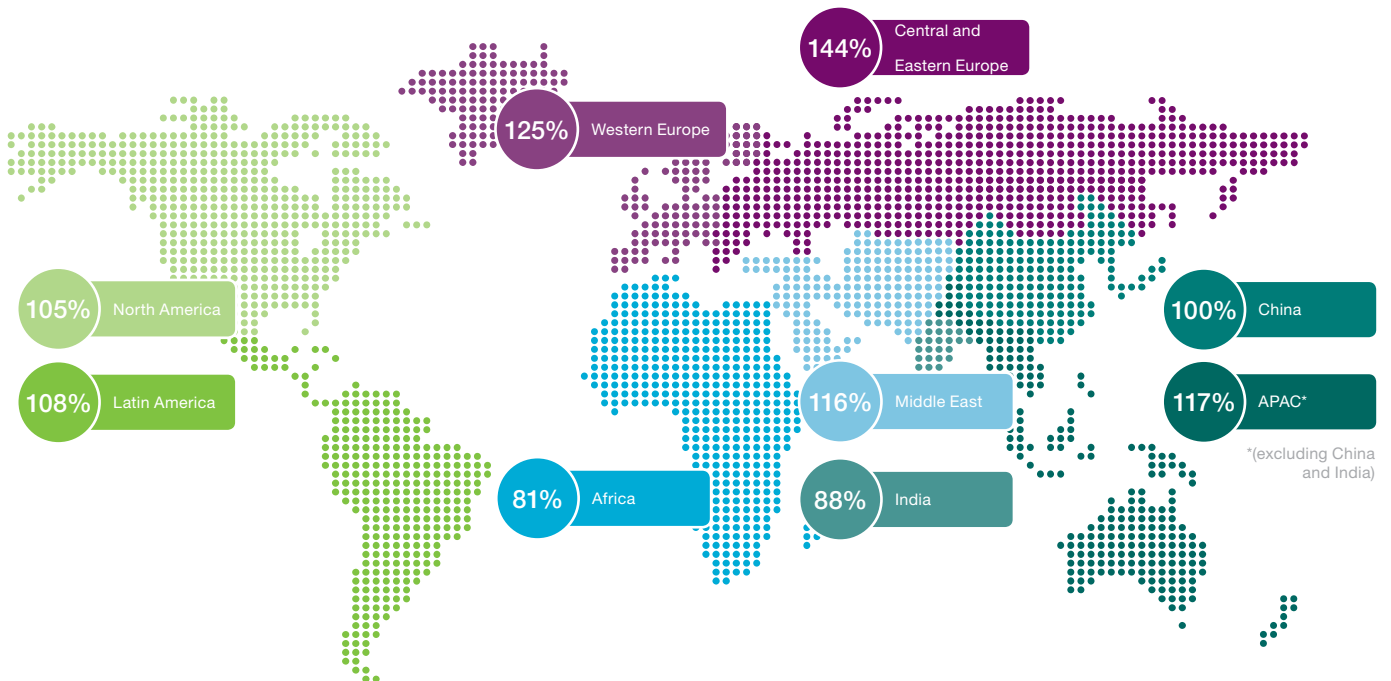 144%
Central and
Eastern Europe
125%
Western Europe
105%
North America
100%
China
108%
Latin America
116%
Middle East
117%
APAC*
*(excluding China
and India)
81%
Africa
88%
India